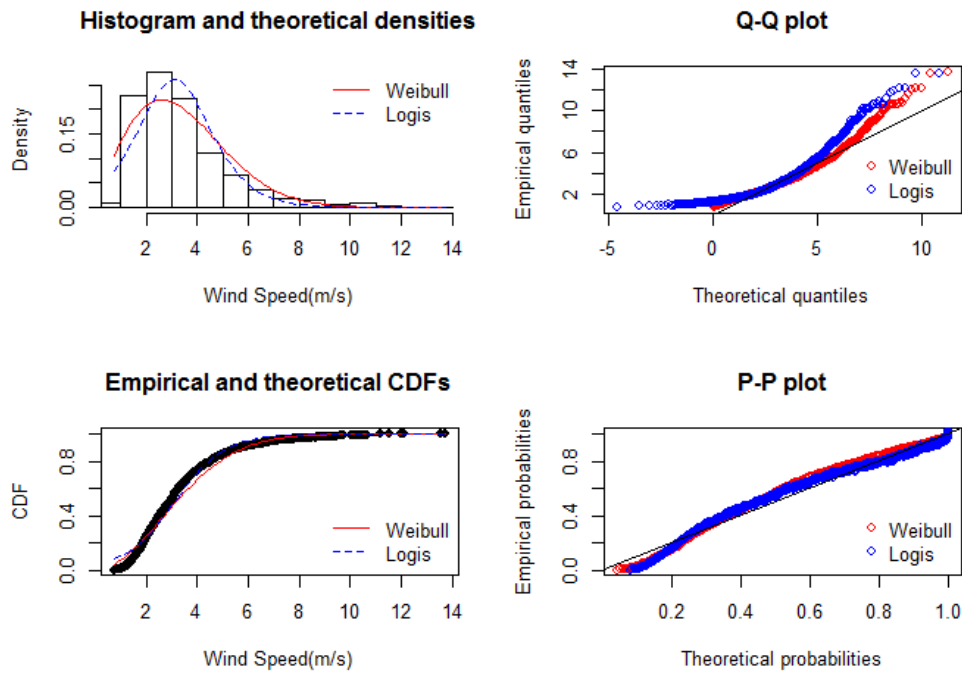 Histogram and theoretical densities
Density
0.00
0.15
Weibull
Logis
2 4 6 8 10 12 14
Wind Speed(m/s)
Q-Q plot
Empirical quantiles
2
6
10
14
Weibull
Logis
-5 0 5 10
Theoretical quantiles
Empirical and theoretical CDFs
CDF
0.0
0.4
0.8
Weibull
Logis
2 4 6 8 10 12 14
Wind Speed(m/s)
P-P plot
Empirical probabilities
0.0
0.4
0.8
Weibull
Logis
0.2 0.4 0.6 0.8 1.0
Theoretical probabilities